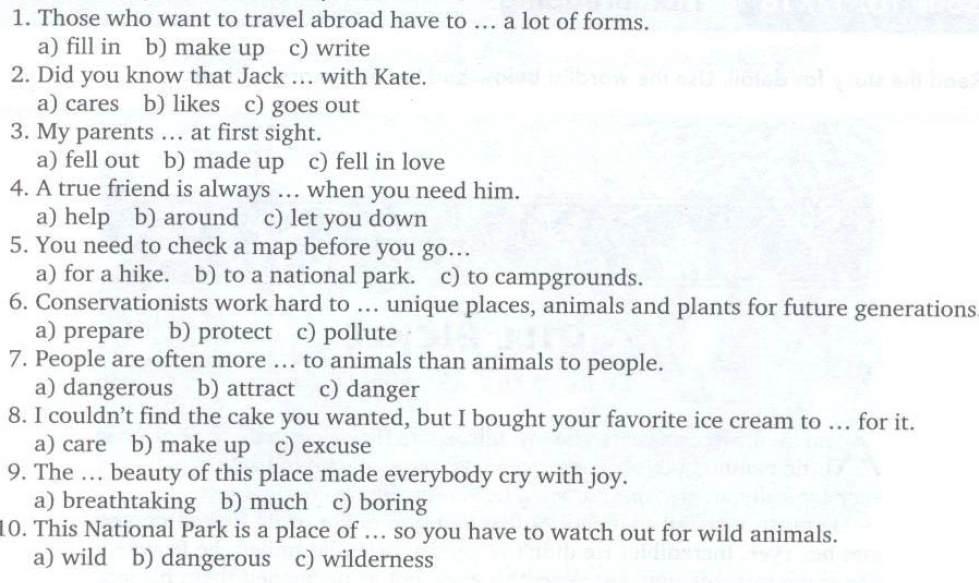 1. Those who want to travel abroad have to … a lot of forms.
a) fill in b) make up c) write
2. Did you know that Jack … with Kate.
a) cares b) likes c) goes out
3. My parents … at first sight.
a) fell out b) made up c) fell in love
4. A true friend is always … when you need him.
a) help b) around c) let you down
5. You need to check a map before you go…
a) for a hike. b) to a national park. c) to campgrounds.
6. Conservationists work hard to … unique places, animals and plants for future generations.
a) prepare b) protect c) pollute
7. People are often more … to animals than animals to people.
a) dangerous b) attract c) danger
8. I couldn't find the cake you wanted, but I bought your favorite ice cream to … for it.
a) care b) make up c) excuse
9. The … beauty of this place made everybody cry with joy.
a) breathtaking b) much c) boring
10. This National Park is a place of … so you have to watch out for wild animals.
a) wild b) dangerous c) wilderness